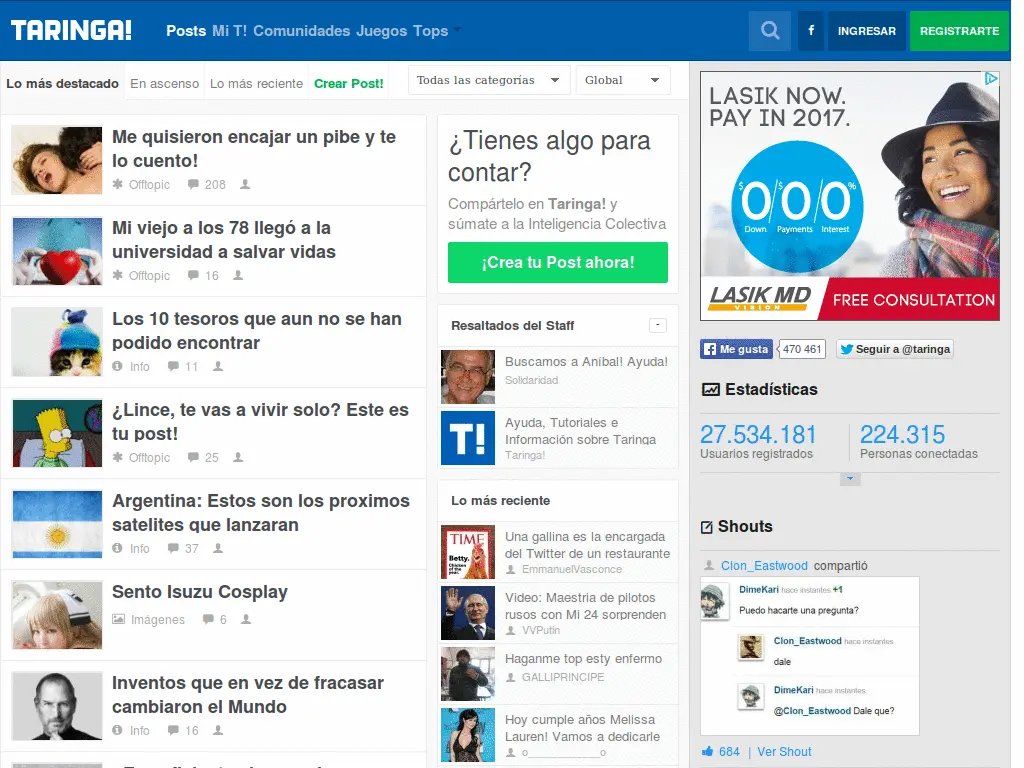 TARINGA!
Posts Mi T! Comunidades Juegos Tops
f
INGRESAR
REGISTRARTE
Lo más destacado
En ascenso
Lo más reciente
Crear Post!
Todas las categorías
Global
Me quisieron encajar un pibe y te
lo cuento!
Offtopic 208
Mi viejo a los 78 llegó a la
universidad a salvar vidas
Offtopic 16
Los 10 tesoros que aun no se han
podido encontrar
Info 11
¿Lince, te vas a vivir solo? Este es
tu post!
Offtopic 25
Argentina: Estos son los proximos
satelites que lanzaran
Info 37
Sento Isuzu Cosplay
Imágenes 6
Inventos que en vez de fracasar
cambiaron el Mundo
Info 16
¿Tienes algo para
contar?
Compártelo en Taringa! y
súmate a la Inteligencia Colectiva
¡Crea tu Post ahora!
Resaltados del Staff
-
Buscamos a Aníbal! Ayuda!
Solidaridad
T!
Ayuda, Tutoriales e
Información sobre Taringa
Taringa!
Lo más reciente
TIME
Betty.
Chicken
of the
year.
Una gallina es la encargada
del Twitter de un restaurante
EmmanuelVasconce
Video: Maestria de pilotos
rusos con Mi 24 sorprenden
VVPutin
Haganme top esty enfermo
GALLIPRINCIPE
Hoy cumple años Melissa
Lauren! Vamos a dedicarle
o____________o
LASIK NOW.
PAY IN 2017.
$0/$0/0%
Down Payments Interest
LASIK MD
VISION
FREE CONSULTATION
f Me gusta
470 461
Seguir a @taringa
Estadísticas
27.534.181
Usuarios registrados
224.315
Personas conectadas
Shouts
Clon_Eastwood compartió
DimeKari hace instantes +1
Puedo hacarte una pregunta?
Clon_Eastwood hace instantes
dale
DimeKari hace instantes
@Clon_Eastwood Dale que?
684 | Ver Shout